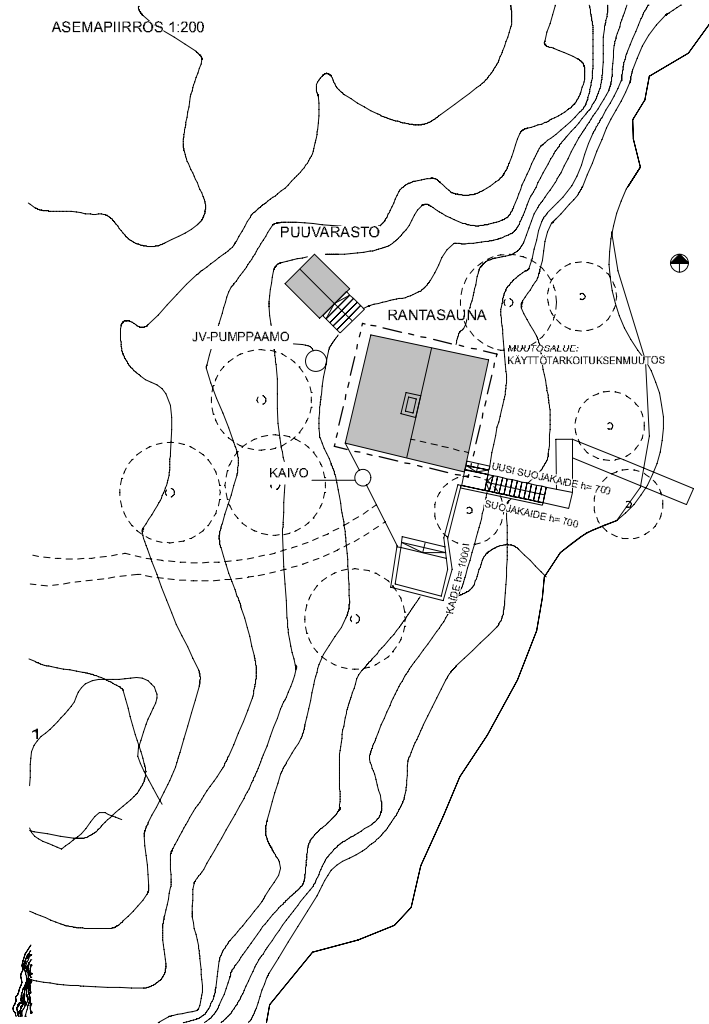 ASEMAPIIRROS 1:200
PUUVARASTO
RANTASAUNA
JV-PUMPPAAMO
MUUTOSALUE:
KÄYTTÖTARKOITUKSENMUUTOS
KAIVO
UUSI SUOJAKAIDE h= 700
SUOJAKAIDE h= 700
KAIDE h= 1000
1